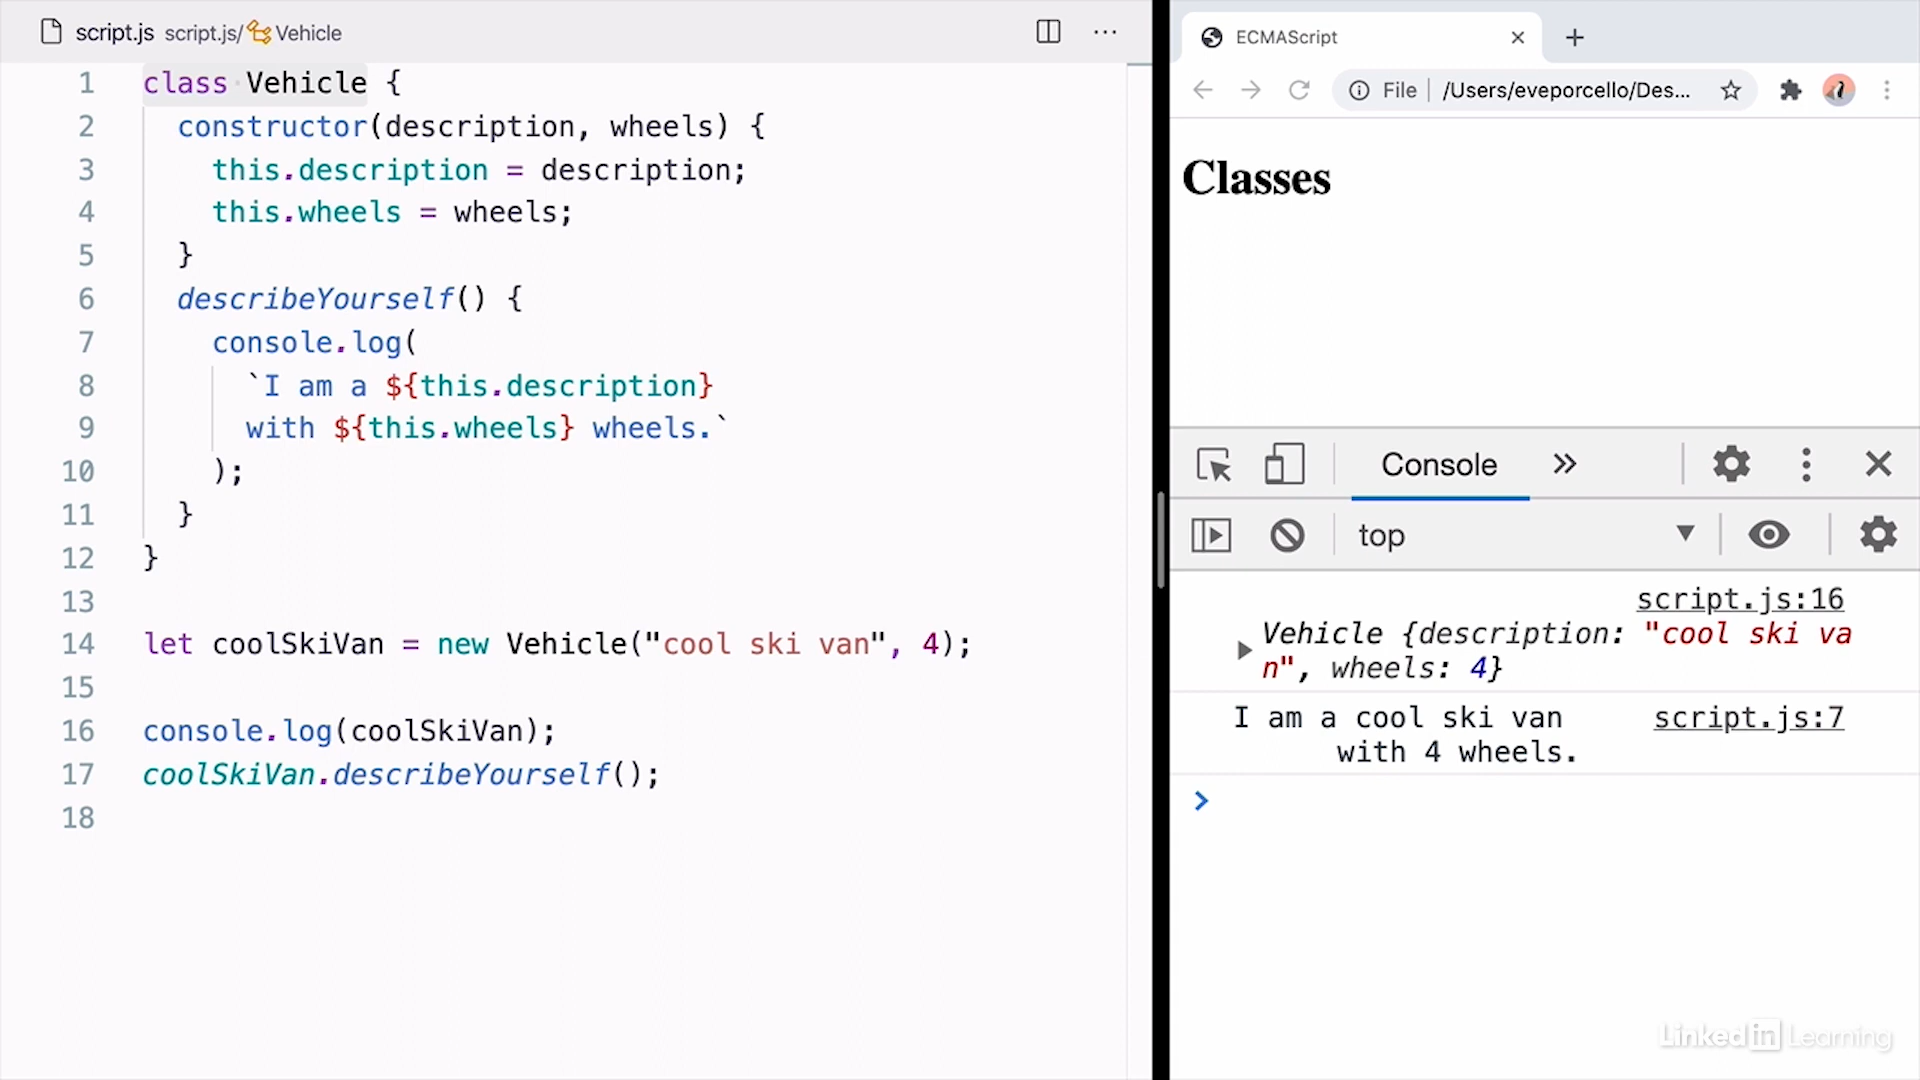 script.js script.js/Vehicle
1 class Vehicle {
2 constructor(description, wheels) {
3 this.description = description;
4 this.wheels = wheels;
5 }
6 describeYourself() {
7 console.log(
8 `I am a ${this.description}
9 with ${this.wheels} wheels.`
10 );
11 }
12 }
13
14 let coolSkiVan = new Vehicle("cool ski van", 4);
15
16 console.log(coolSkiVan);
17 coolSkiVan.describeYourself();
18
ECMAScript
File /Users/eveporcello/Des...
Classes
Console
top
script.js:16
Vehicle {description: "cool ski va
n", wheels: 4}
I am a cool ski van script.js:7
with 4 wheels.
LinkedIn Learning